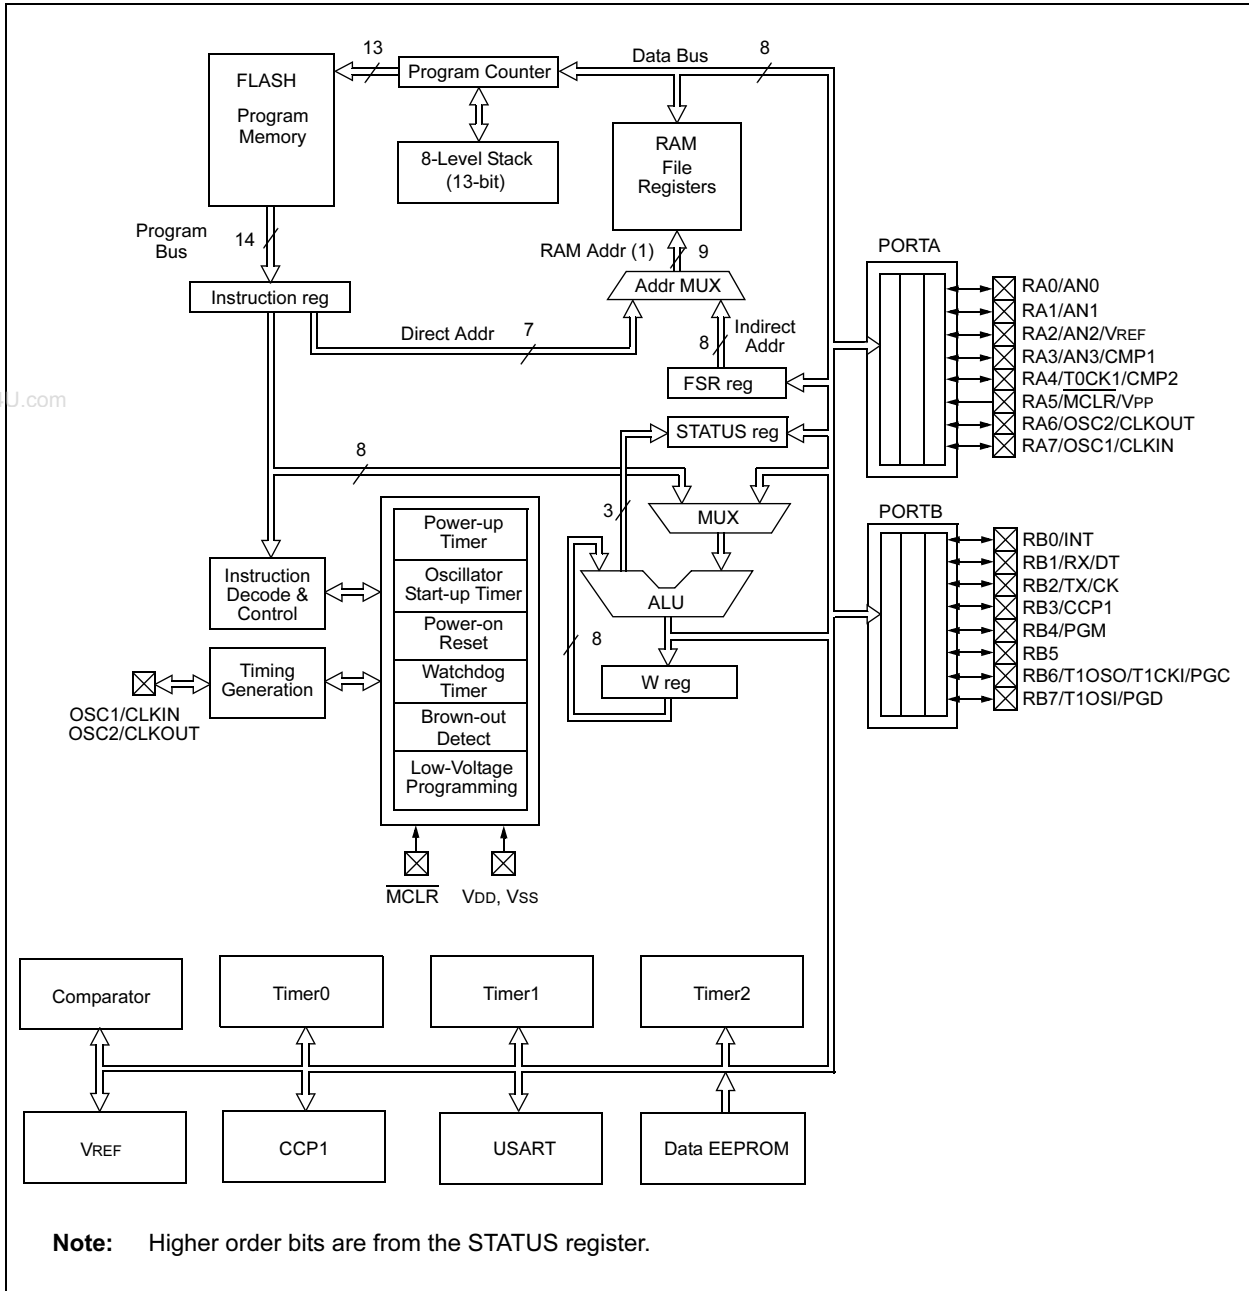 13
Data Bus
8
FLASH
Program
Memory
Program Counter
8-Level Stack
(13-bit)
RAM
File
Registers
Program
Bus
14
RAM Addr (1)
9
Addr MUX
Instruction reg
Direct Addr
7
8
Indirect
Addr
FSR reg
STATUS reg
4U.com
8
3
MUX
ALU
8
W reg
Power-up
Timer
Oscillator
Start-up Timer
Power-on
Reset
Watchdog
Timer
Brown-out
Detect
Low-Voltage
Programming
Instruction
Decode &
Control
Timing
Generation
OSC1/CLKIN
OSC2/CLKOUT
MCLR
VDD, VSS
PORTA
RA0/AN0
RA1/AN1
RA2/AN2/VREF
RA3/AN3/CMP1
RA4/T0CK1/CMP2
RA5/MCLR/VPP
RA6/OSC2/CLKOUT
RA7/OSC1/CLKIN
PORTB
RB0/INT
RB1/RX/DT
RB2/TX/CK
RB3/CCP1
RB4/PGM
RB5
RB6/T1OSO/T1CKI/PGC
RB7/T1OSI/PGD
Comparator
Timer0
Timer1
Timer2
VREF
CCP1
USART
Data EEPROM
Note: Higher order bits are from the STATUS register.